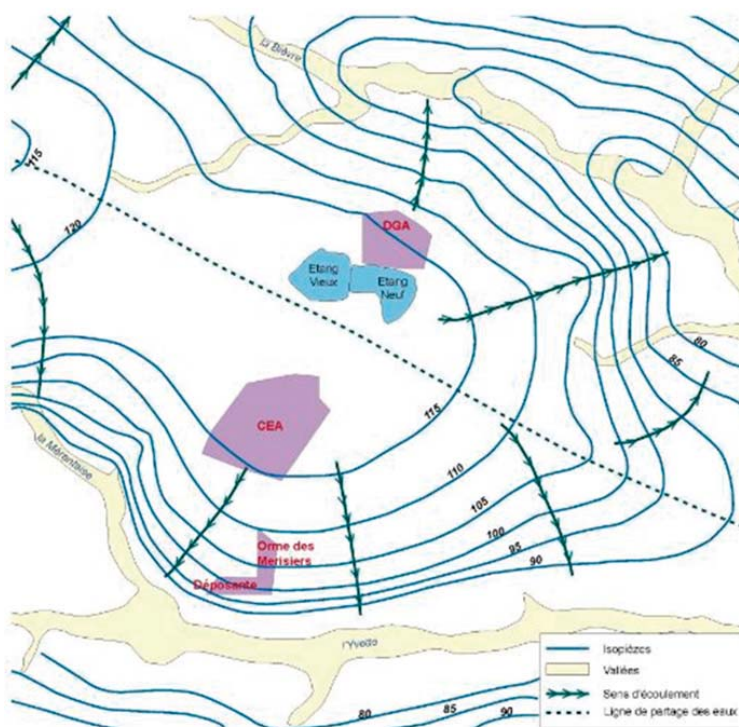 la Bièvre
115
120
DGA
Etang
Vieux
Etang
Neuf
80
85
115
CEA
110
la Mérantaise
105
100
95
90
Orme des
Merisiers
Déposante
l'Yvette
80
85
90
Isopièzes
Vallées
Sens d'écoulement
Ligne de partage des eaux